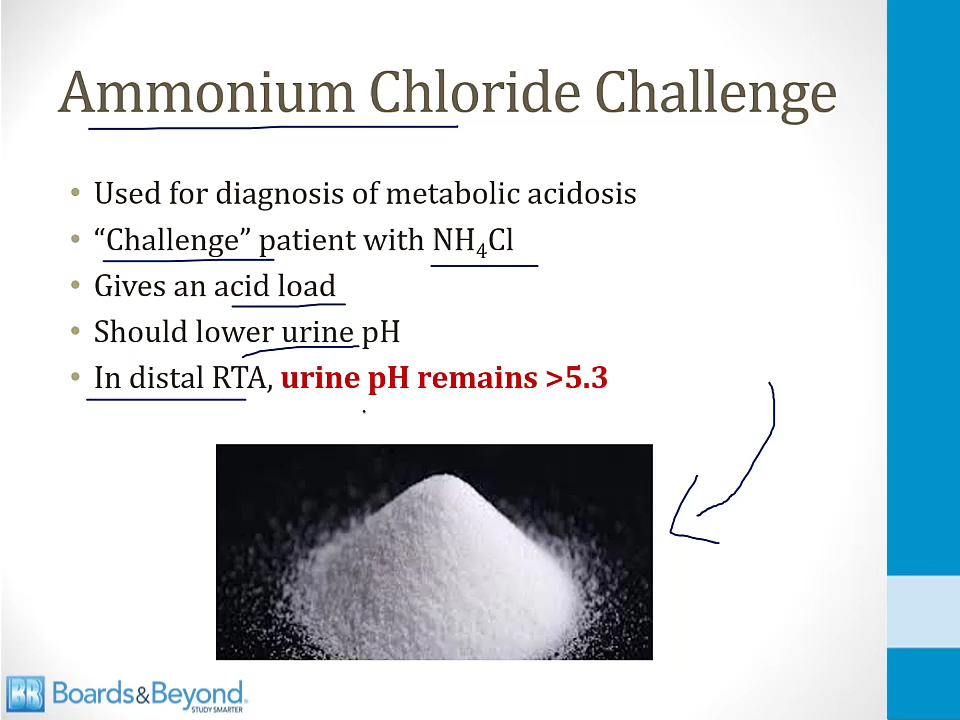 Ammonium Chloride Challenge
• Used for diagnosis of metabolic acidosis
• “Challenge” patient with NH₄Cl
• Gives an acid load
• Should lower urine pH
• In distal RTA, urine pH remains >5.3
BB Boards&Beyond.
STUDY SMARTER